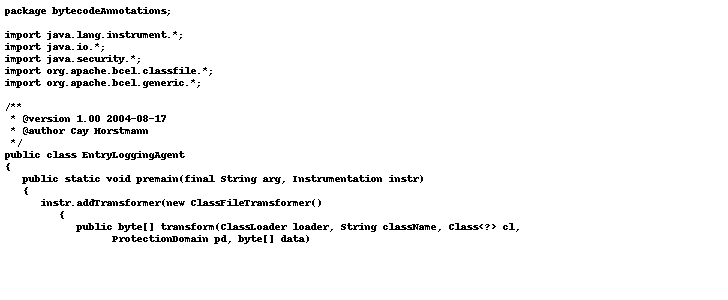 package bytecodeAnnotations;
import java.lang.instrument.*;
import java.io.*;
import java.security.*;
import org.apache.bcel.classfile.*;
import org.apache.bcel.generic.*;
/**
* @version 1.00 2004-08-17
* @author Cay Horstmann
*/
public class EntryLoggingAgent
{
public static void premain(final String arg, Instrumentation instr)
{
instr.addTransformer(new ClassFileTransformer()
{
public byte[] transform(ClassLoader loader, String className, Class<?> cl,
ProtectionDomain pd, byte[] data)